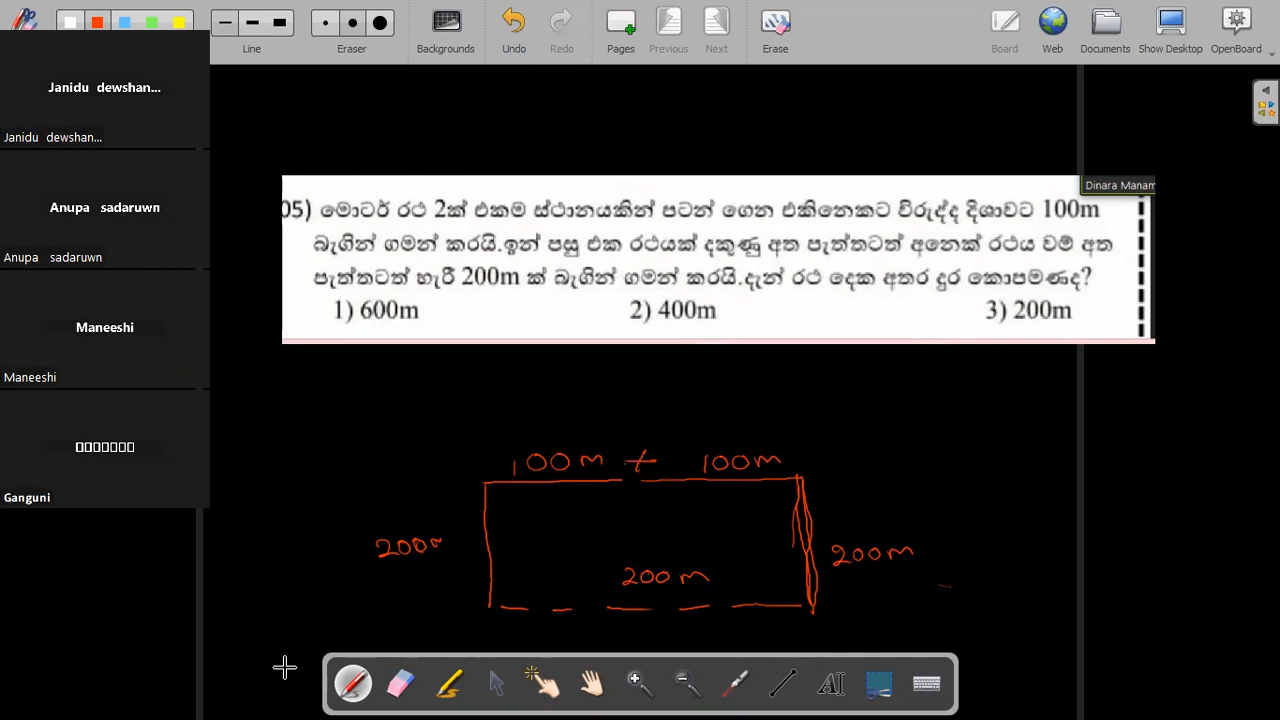 Line
Eraser
Backgrounds
Undo
Redo
Pages
Previous
Next
Erase
Board
Web
Documents
Show Desktop
OpenBoard
Janidu dewshan...
Janidu dewshan...
Anupa sadaruwn
Anupa sadaruwn
Maneeshi
Maneeshi
Ganguni
Dinara Manam
05) මොටර් රථ 2ක් එකම ස්ථානයකින් පටන් ගෙන එකිනෙකට විරුද්ද දිශාවට 100m
බැගින් ගමන් කරයි.ඉන් පසු එක රථයක් දකුණු අත පැත්තටත් අනෙක් රථය වම් අත
පැත්තටත් හැරී 200m ක් බැගින් ගමන් කරයි.දැන් රථ දෙක අතර දුර කොපමණද?
1) 600m 2) 400m 3) 200m
100m + 100m
200m
200m
200m
AI